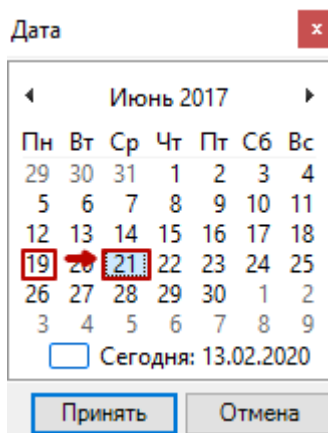 Дата x
Июнь 2017
Пн Вт Ср Чт Пт Сб Вс
29 30 31 1 2 3 4
5 6 7 8 9 10 11
12 13 14 15 16 17 18
19 20 21 22 23 24 25
26 27 28 29 30 1 2
3 4 5 6 7 8 9
Сегодня: 13.02.2020
Принять Отмена